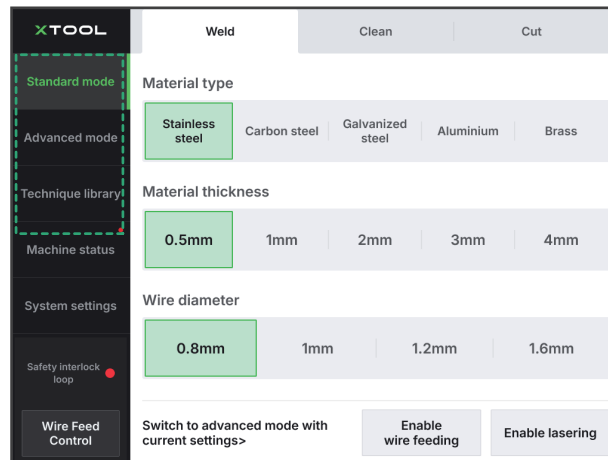 XTOOL
Weld
Clean
Cut
Standard mode
Advanced mode
Technique library
Machine status
System settings
Safety interlock
loop
Wire Feed
Control
Material type
Stainless
steel
Carbon steel
Galvanized
steel
Aluminium
Brass
Material thickness
0.5mm
1mm
2mm
3mm
4mm
Wire diameter
0.8mm
1mm
1.2mm
1.6mm
Switch to advanced mode with
current settings>
Enable
wire feeding
Enable lasering